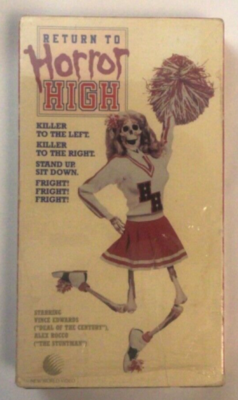 RETURN TO
Horror
HIGH
KILLER
TO THE LEFT.
KILLER
TO THE RIGHT.
STAND UP.
SIT DOWN.
FRIGHT!
FRIGHT!
FRIGHT!
H H
STARRING
VINCE EDWARDS
("DEAL OF THE CENTURY"),
ALEX ROCCO
("THE STUNTMAN")